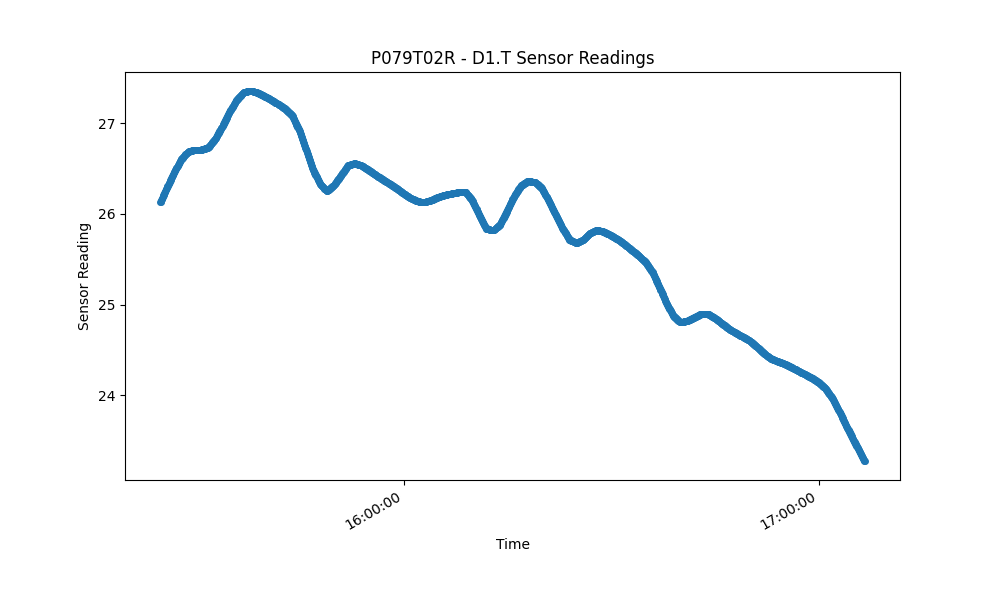 P079T02R - D1.T Sensor Readings
27
26
25
24
Sensor Reading
16:00:00
17:00:00
Time